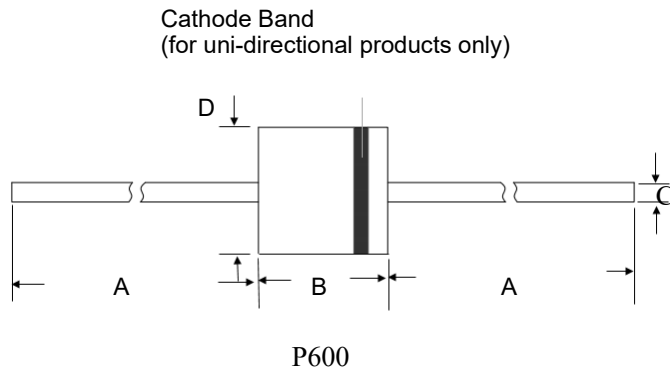 Cathode Band
(for uni-directional products only)
D
C
A
B
A
P600